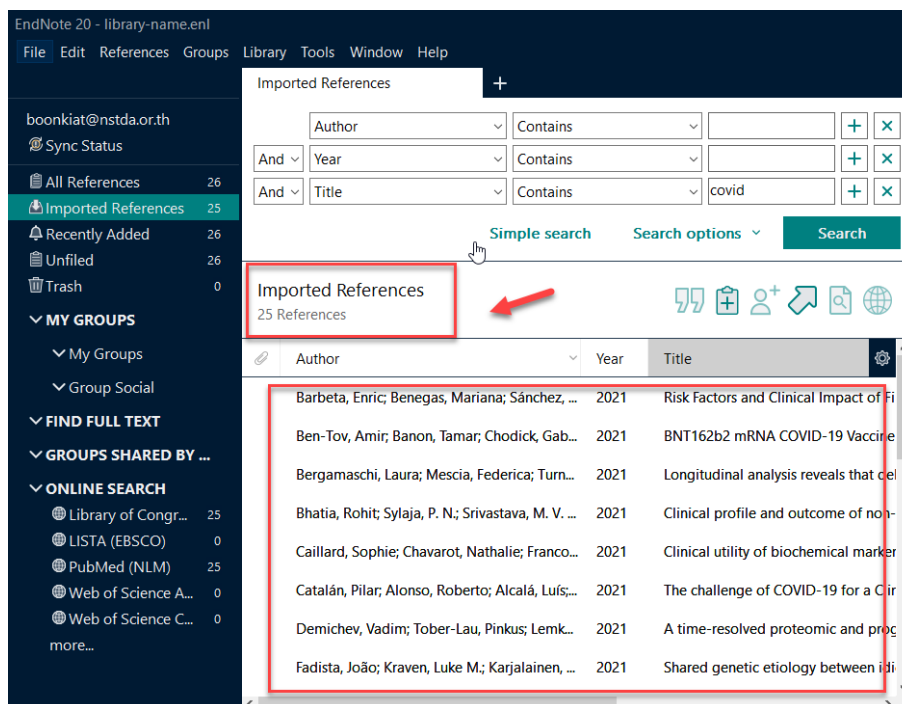 EndNote 20 - library-name.enl
File Edit References Groups Library Tools Window Help
Imported References +
boonkiat@nstda.or.th
Sync Status
All References 26
Imported References 25
Recently Added 26
Unfiled 26
Trash 0
MY GROUPS
My Groups
Group Social
FIND FULL TEXT
GROUPS SHARED BY ...
ONLINE SEARCH
Library of Congr... 25
LISTA (EBSCO) 0
PubMed (NLM) 25
Web of Science A... 0
Web of Science C... 0
more...
Author Contains
And Year Contains
And Title Contains covid
Simple search Search options Search
Imported References
25 References
Author Year Title
Barbeta, Enric; Benegas, Mariana; Sánchez, ... 2021 Risk Factors and Clinical Impact of Fi
Ben-Tov, Amir; Banon, Tamar; Chodick, Gab... 2021 BNT162b2 mRNA COVID-19 Vaccine
Bergamaschi, Laura; Mescia, Federica; Turn... 2021 Longitudinal analysis reveals that del
Bhatia, Rohit; Sylaja, P. N.; Srivastava, M. V. ... 2021 Clinical profile and outcome of non-
Caillard, Sophie; Chavarot, Nathalie; Franco... 2021 Clinical utility of biochemical marker
Catalán, Pilar; Alonso, Roberto; Alcalá, Luís;... 2021 The challenge of COVID-19 for a Clin
Demichev, Vadim; Tober-Lau, Pinkus; Lemk... 2021 A time-resolved proteomic and prog
Fadista, João; Kraven, Luke M.; Karjalainen, ... 2021 Shared genetic etiology between idi